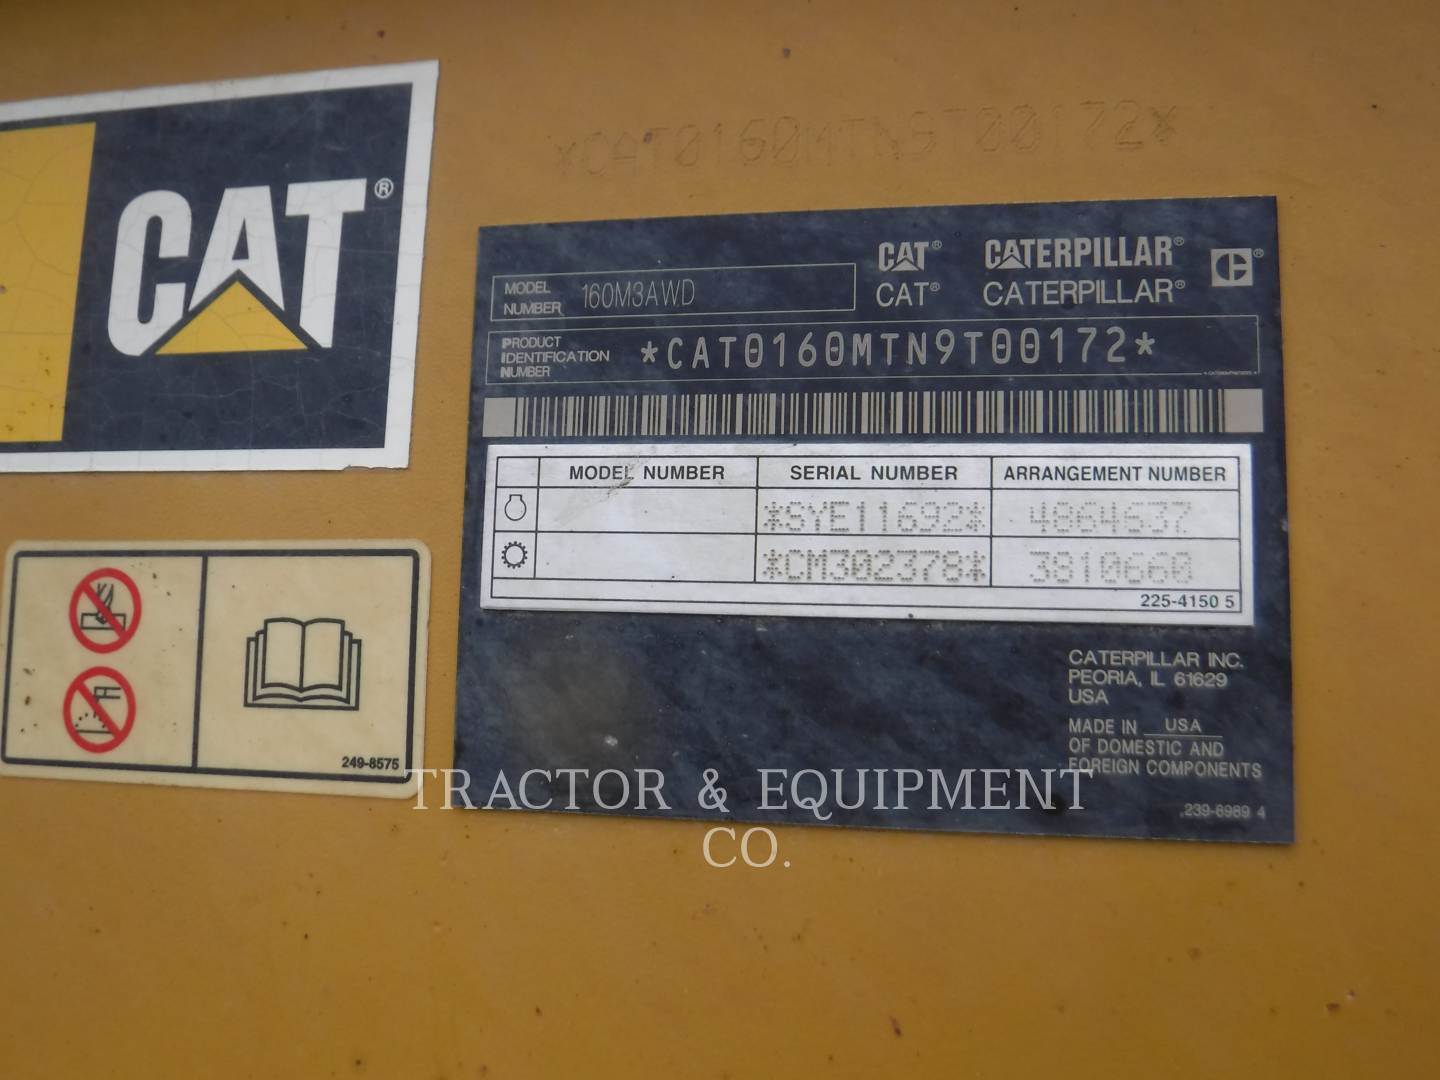 *CAT0160MTN9T00172*
CAT®
MODEL NUMBER 160M3AWD
CAT® CATERPILLAR®
CAT® CATERPILLAR®
PRODUCT IDENTIFICATION NUMBER *CAT0160MTN9T00172*
MODEL NUMBER SERIAL NUMBER ARRANGEMENT NUMBER
*SYE11692* 4064637
*CM302378* 3810660
225-4150 5
CATERPILLAR INC.
PEORIA, IL 61629
USA
MADE IN USA
OF DOMESTIC AND
FOREIGN COMPONENTS
239-6989 4
249-8575
TRACTOR & EQUIPMENT
CO.